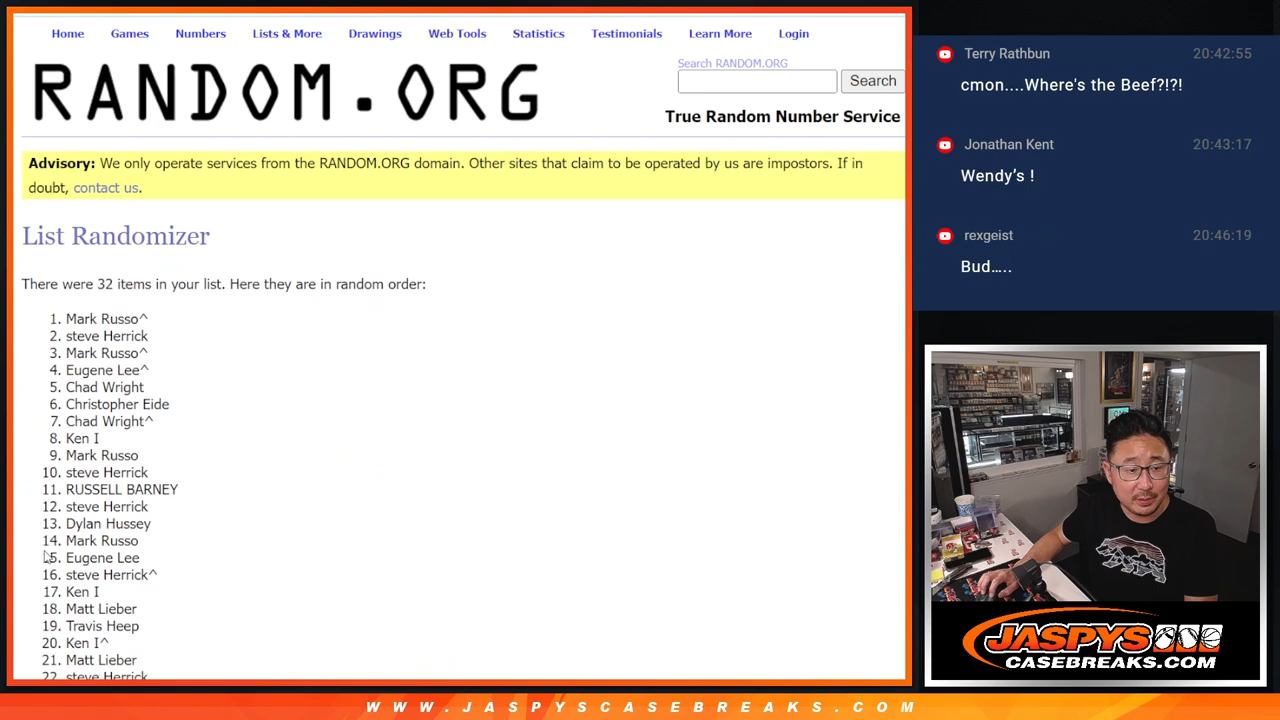 Home Games Numbers Lists & More Drawings Web Tools Statistics Testimonials Learn More Login
RANDOM.ORG
Search RANDOM.ORG
Search
True Random Number Service
Advisory: We only operate services from the RANDOM.ORG domain. Other sites that claim to be operated by us are impostors. If in
doubt, contact us.
List Randomizer
There were 32 items in your list. Here they are in random order:
1. Mark Russo^
2. steve Herrick
3. Mark Russo^
4. Eugene Lee^
5. Chad Wright
6. Christopher Eide
7. Chad Wright^
8. Ken I
9. Mark Russo
10. steve Herrick
11. RUSSELL BARNEY
12. steve Herrick
13. Dylan Hussey
14. Mark Russo
15. Eugene Lee
16. steve Herrick^
17. Ken I
18. Matt Lieber
19. Travis Heep
20. Ken I^
21. Matt Lieber
22. steve Herrick
Terry Rathbun 20:42:55
cmon....Where's the Beef?!?!
Jonathan Kent 20:43:17
Wendy’s !
rexgeist 20:46:19
Bud.....
JASPYS
CASEBREAKS.COM
WWW.JASPYSCASEBREAKS.COM